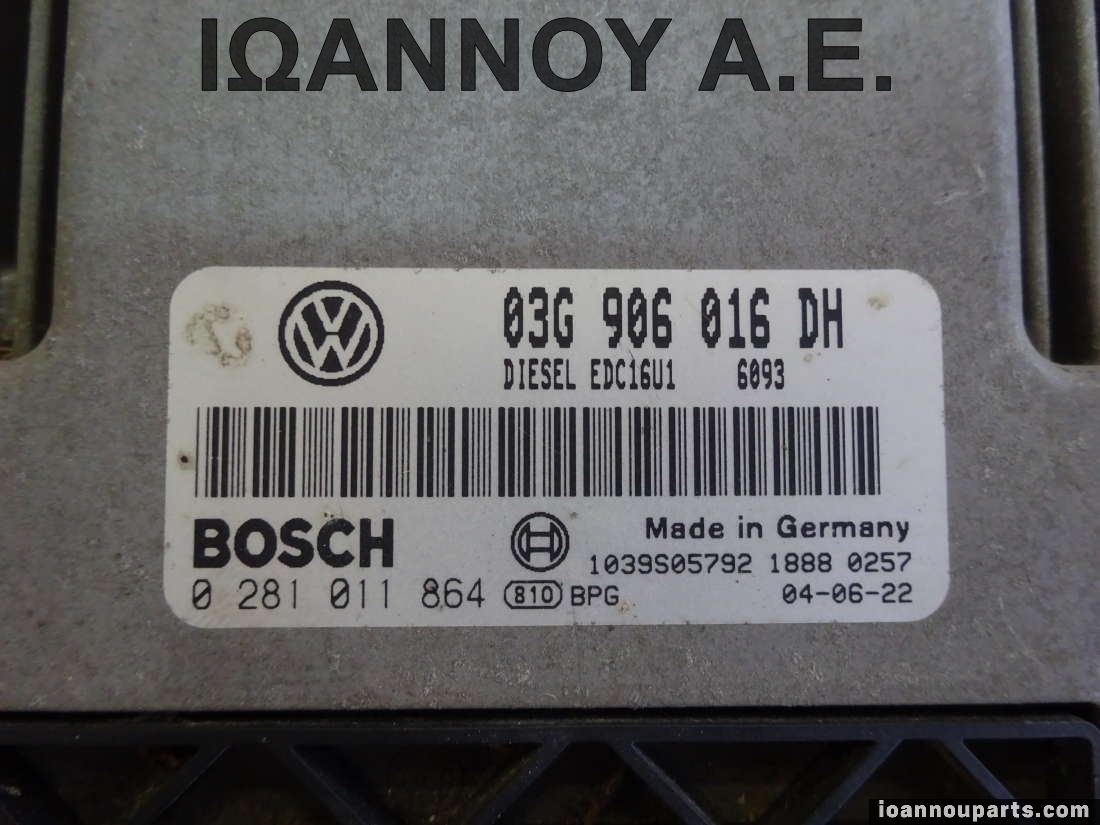 ΙΩΑΝΝΟΥ Α.Ε.
03G 906 016 DH
DIESEL EDC16U1 6093
BOSCH
Made in Germany
1039S05792 1888 0257
0 281 011 864 810 BPG 04-06-22
ioannouparts.com